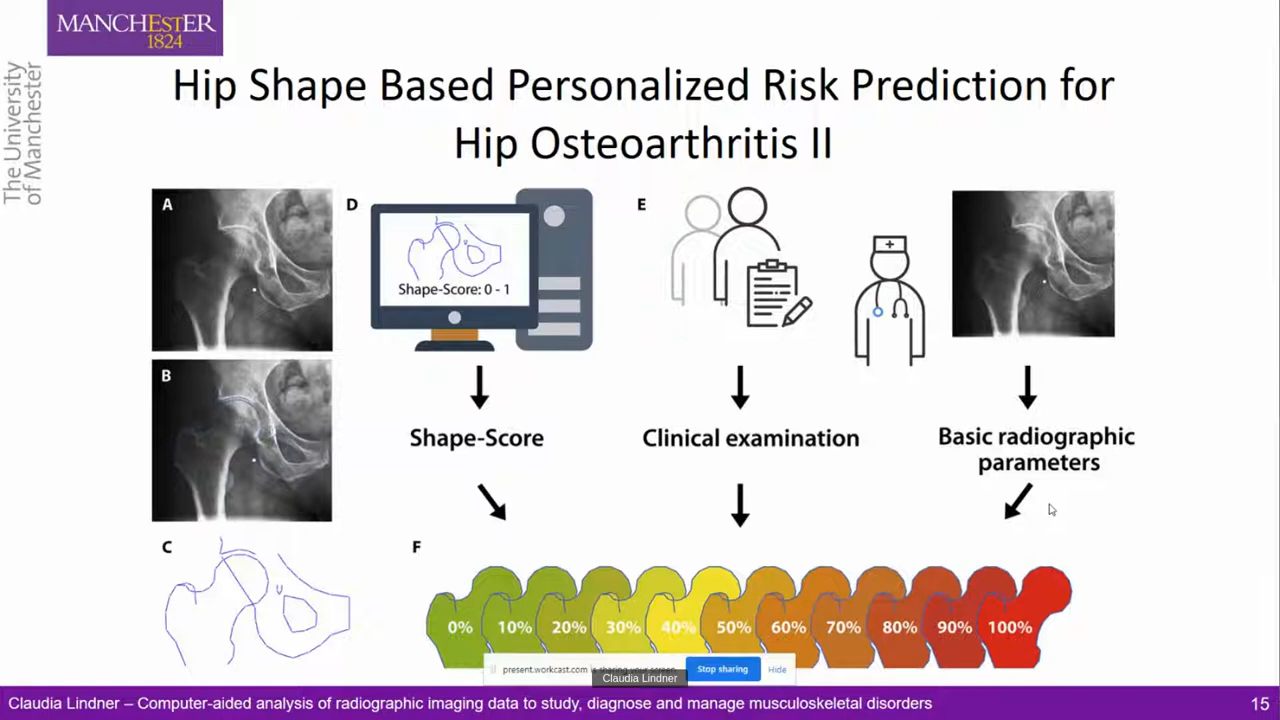 MANCHESTER
1824
The University
of Manchester
Hip Shape Based Personalized Risk Prediction for
Hip Osteoarthritis II
A
D
E
Shape-Score: 0 - 1
B
Shape-Score
Clinical examination
Basic radiographic
parameters
C
F
0% 10% 20% 30% 40% 50% 60% 70% 80% 90% 100%
present.workcast.com is sharing your screen. Stop sharing Hide
Claudia Lindner
Claudia Lindner – Computer-aided analysis of radiographic imaging data to study, diagnose and manage musculoskeletal disorders 15